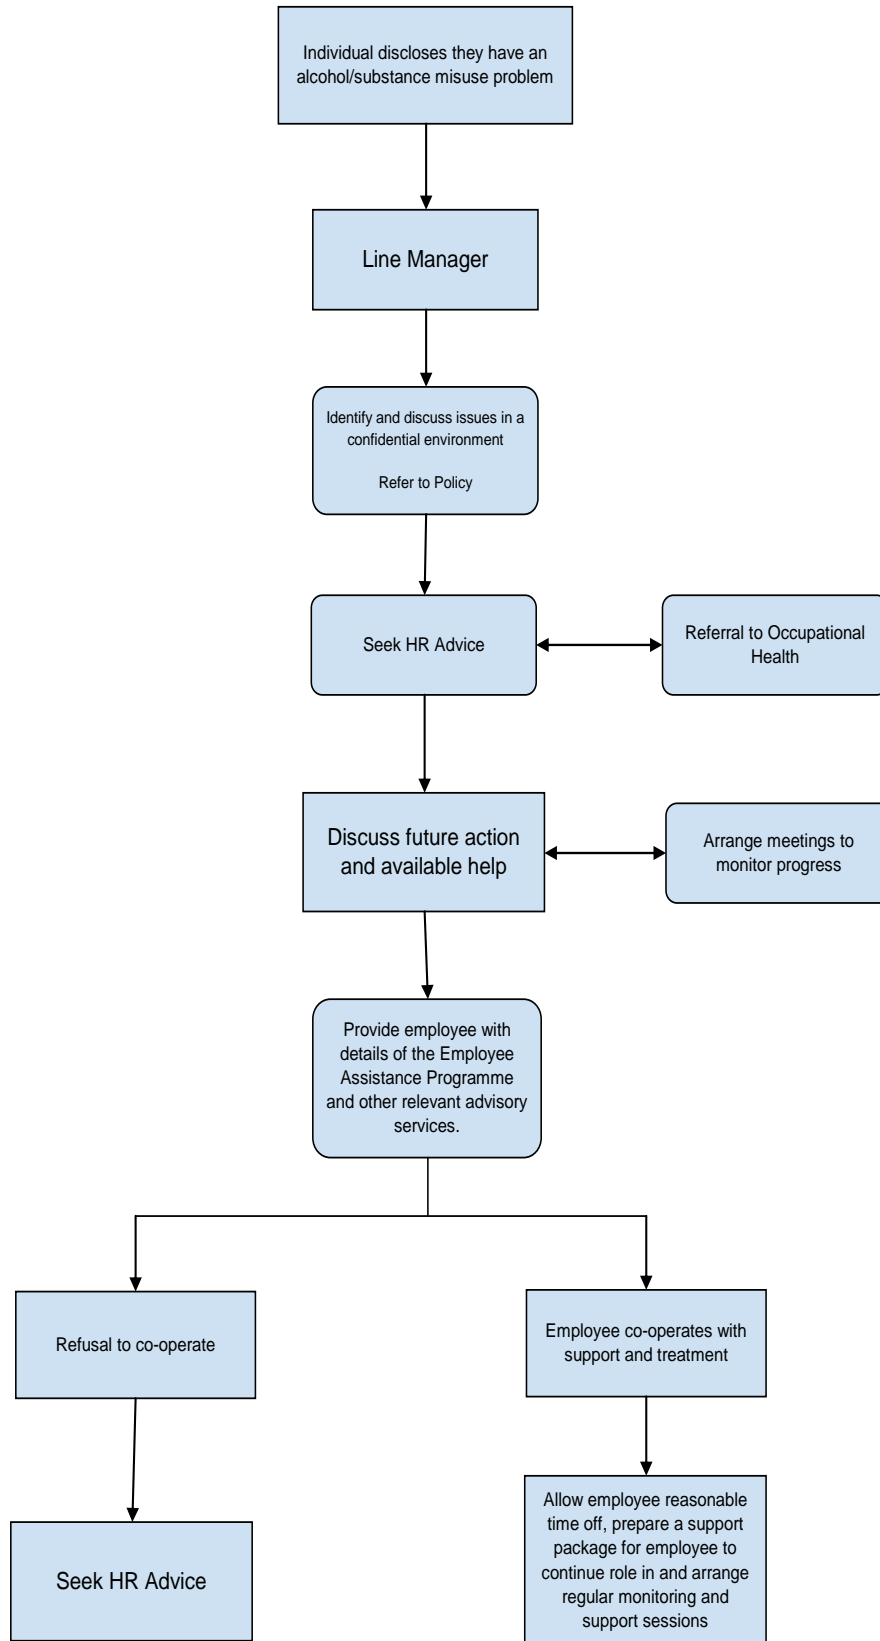 Individual discloses they have an
alcohol/substance misuse problem
Line Manager
Identify and discuss issues in a
confidential environment
Refer to Policy
Seek HR Advice
Referral to Occupational
Health
Discuss future action
and available help
Arrange meetings to
monitor progress
Provide employee with
details of the Employee
Assistance Programme
and other relevant advisory
services.
Refusal to co-operate
Employee co-operates with
support and treatment
Seek HR Advice
Allow employee reasonable
time off, prepare a support
package for employee to
continue role in and arrange
regular monitoring and
support sessions